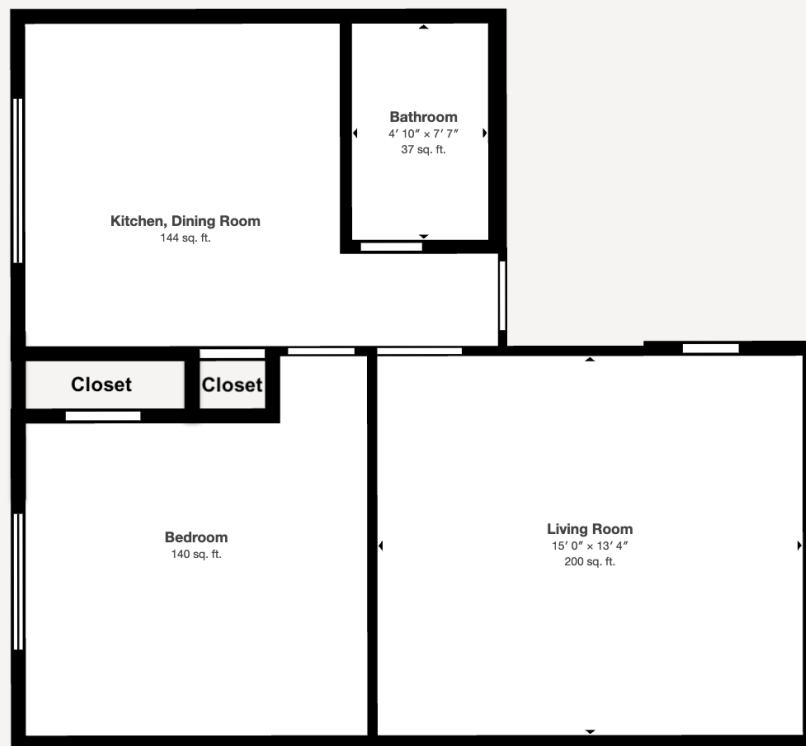 Bathroom
4′ 10″ × 7′ 7″
37 sq. ft.
Kitchen, Dining Room
144 sq. ft.
Closet
Closet
Bedroom
140 sq. ft.
Living Room
15′ 0″ × 13′ 4″
200 sq. ft.